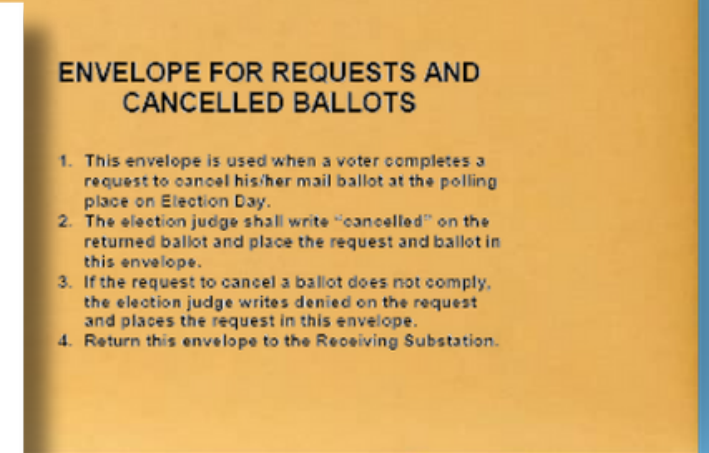 ENVELOPE FOR REQUESTS AND
CANCELLED BALLOTS
1. This envelope is used when a voter completes a
request to cancel his/her mail ballot at the polling
place on Election Day.
2. The election judge shall write "cancelled" on the
returned ballot and place the request and ballot in
this envelope.
3. If the request to cancel a ballot does not comply,
the election judge writes denied on the request
and places the request in this envelope.
4. Return this envelope to the Receiving Substation.